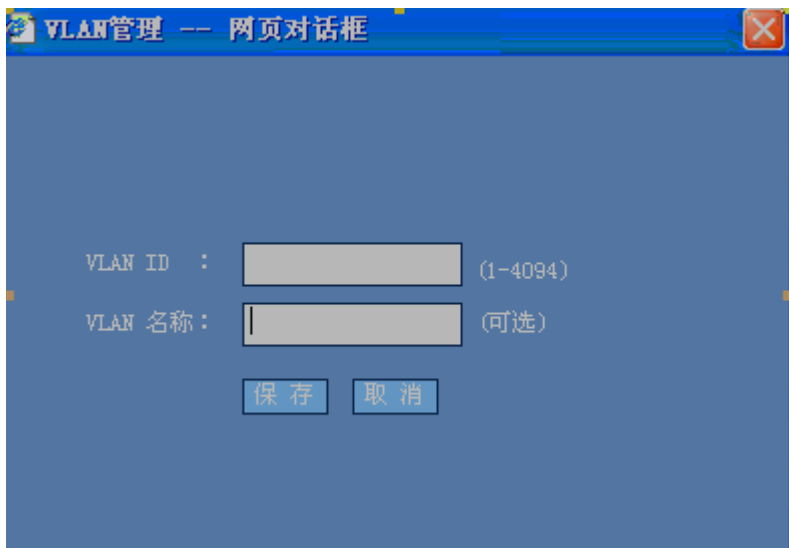 VLAN管理 -- 网页对话框
VLAN ID ： (1-4094)
VLAN 名称： (可选)
保 存 取 消